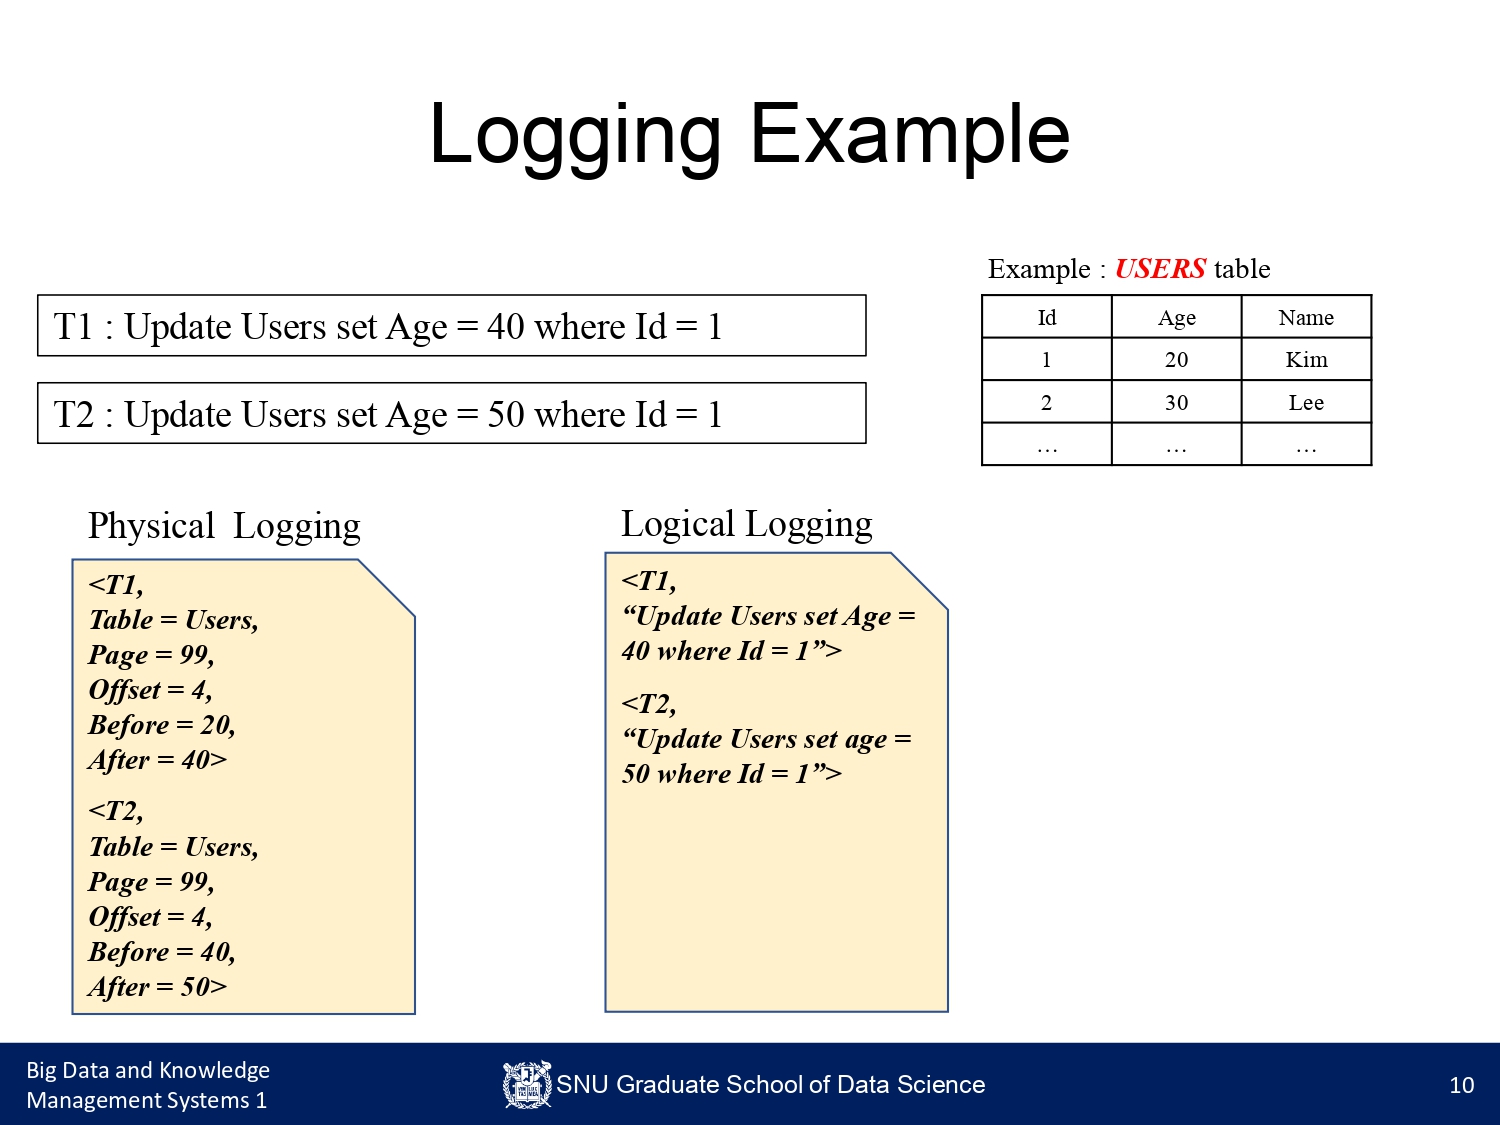 Logging Example
Example : USERS table
T1 : Update Users set Age = 40 where Id = 1
T2 : Update Users set Age = 50 where Id = 1
Id Age Name
1 20 Kim
2 30 Lee
… … …
Physical Logging
<T1,
Table = Users,
Page = 99,
Offset = 4,
Before = 20,
After = 40>
<T2,
Table = Users,
Page = 99,
Offset = 4,
Before = 40,
After = 50>
Logical Logging
<T1,
“Update Users set Age =
40 where Id = 1”>
<T2,
“Update Users set age =
50 where Id = 1”>
Big Data and Knowledge
Management Systems 1
SNU Graduate School of Data Science
10